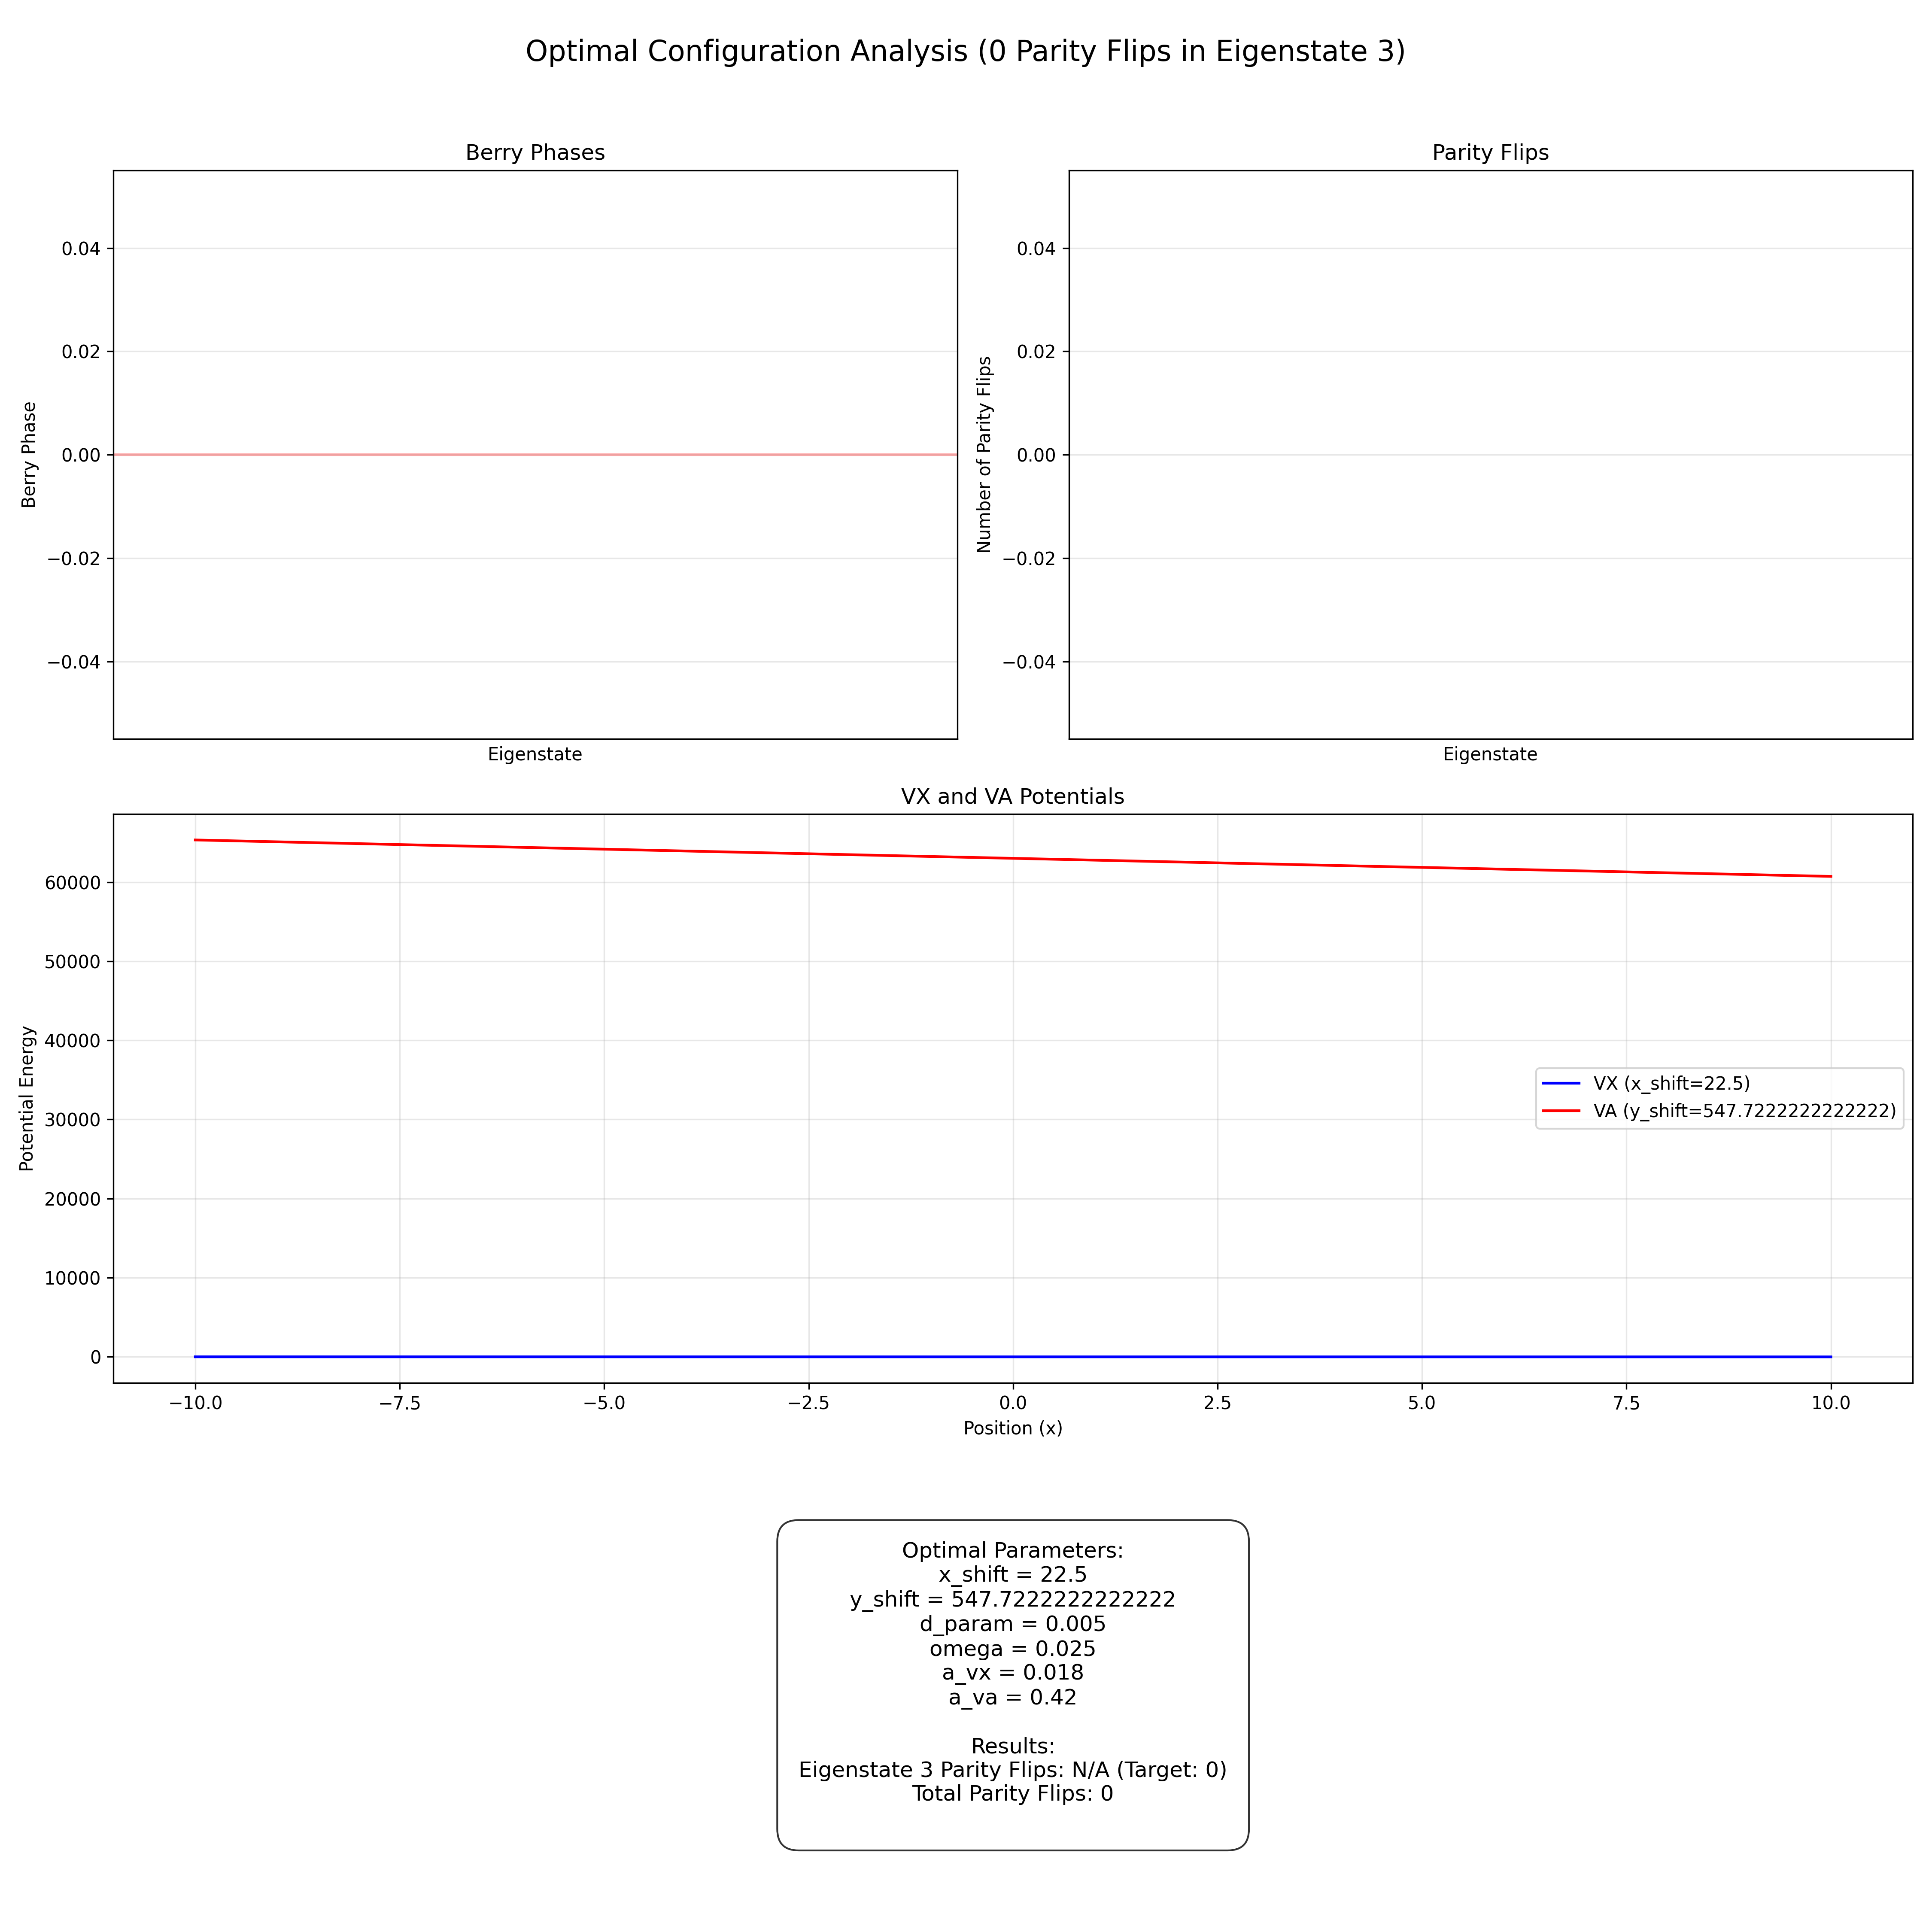 Optimal Configuration Analysis (0 Parity Flips in Eigenstate 3)
Berry Phases
Berry Phase
0.04
0.02
0.00
−0.02
−0.04
Eigenstate
Parity Flips
Number of Parity Flips
0.04
0.02
0.00
−0.02
−0.04
Eigenstate
VX and VA Potentials
Potential Energy
60000
50000
40000
30000
20000
10000
0
VX (x_shift=22.5)
VA (y_shift=547.7222222222222)
−10.0
−7.5
−5.0
−2.5
0.0
2.5
5.0
7.5
10.0
Position (x)
Optimal Parameters:
x_shift = 22.5
y_shift = 547.7222222222222
d_param = 0.005
omega = 0.025
a_vx = 0.018
a_va = 0.42
Results:
Eigenstate 3 Parity Flips: N/A (Target: 0)
Total Parity Flips: 0